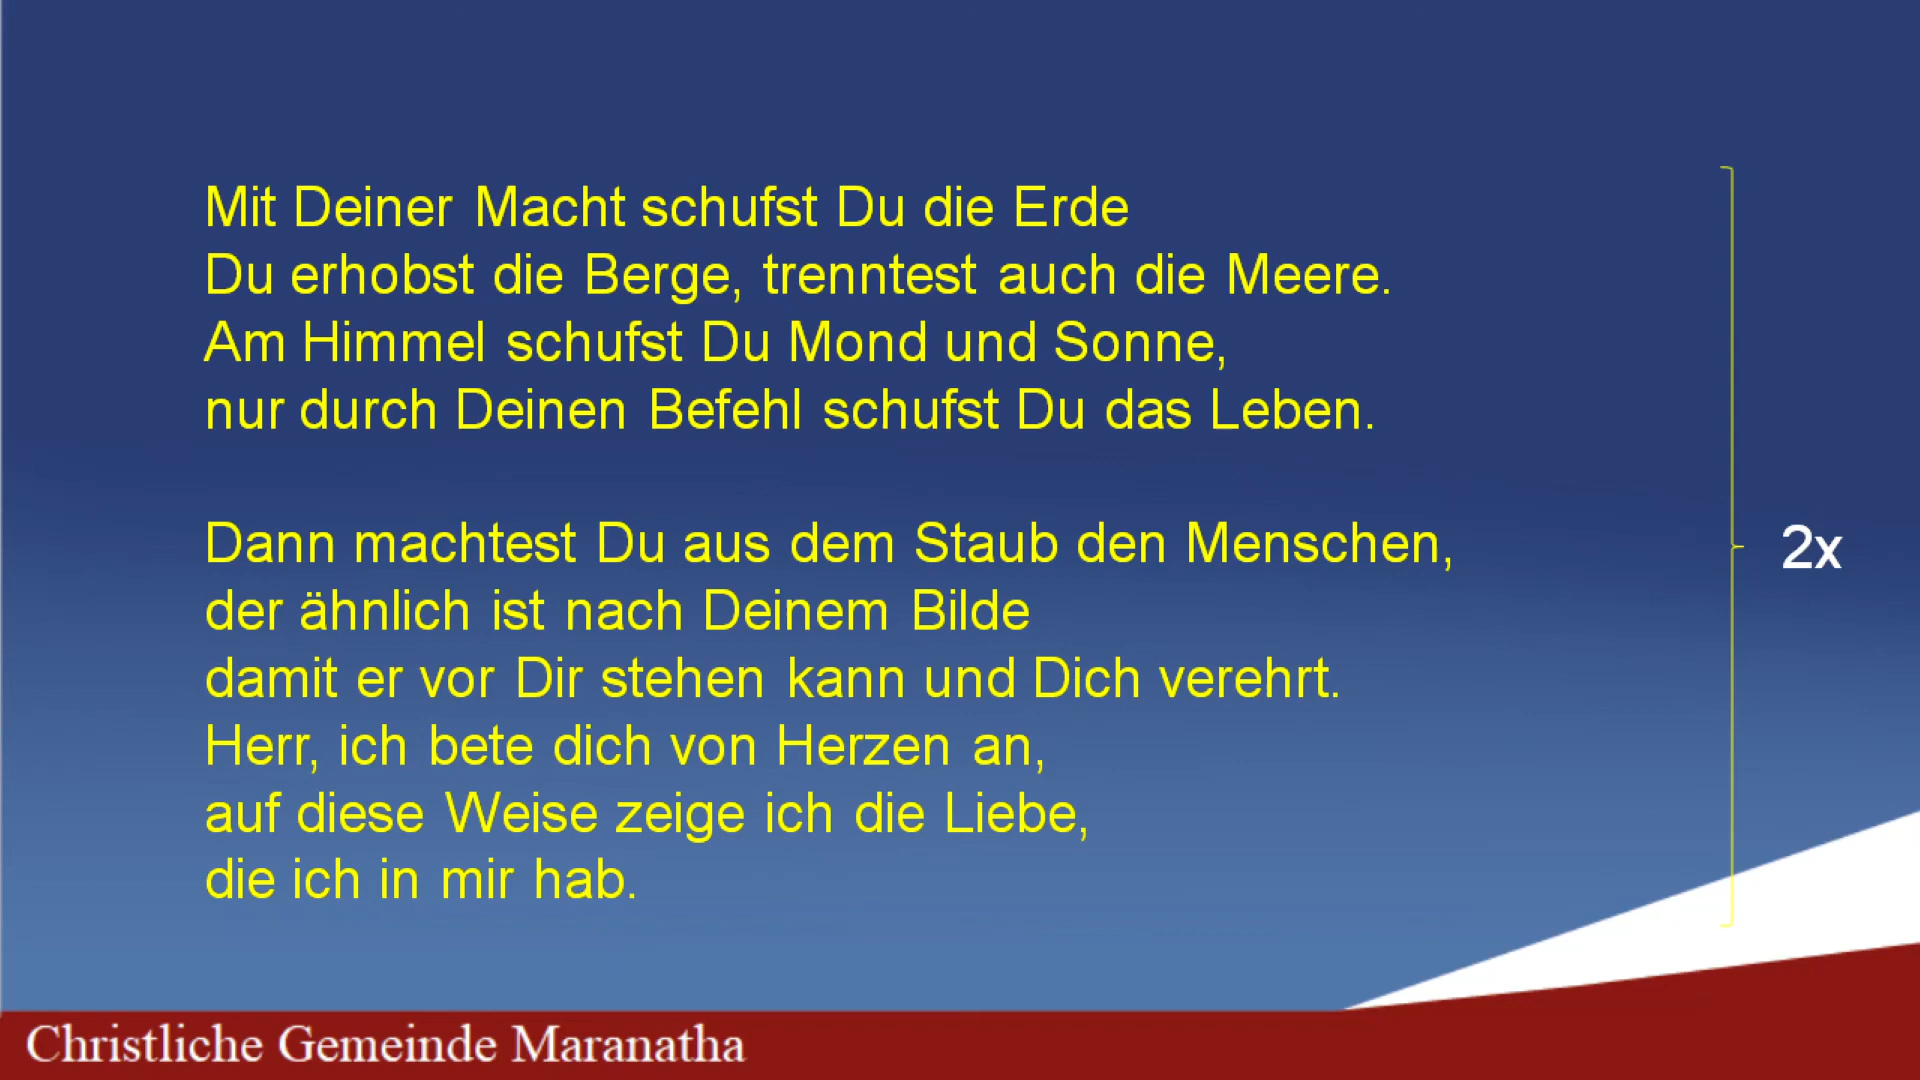 Mit Deiner Macht schufst Du die Erde
Du erhobst die Berge, trenntest auch die Meere.
Am Himmel schufst Du Mond und Sonne,
nur durch Deinen Befehl schufst Du das Leben.
Dann machtest Du aus dem Staub den Menschen,
der ähnlich ist nach Deinem Bilde
damit er vor Dir stehen kann und Dich verehrt.
Herr, ich bete dich von Herzen an,
auf diese Weise zeige ich die Liebe,
die ich in mir hab.
2x
Christliche Gemeinde Maranatha